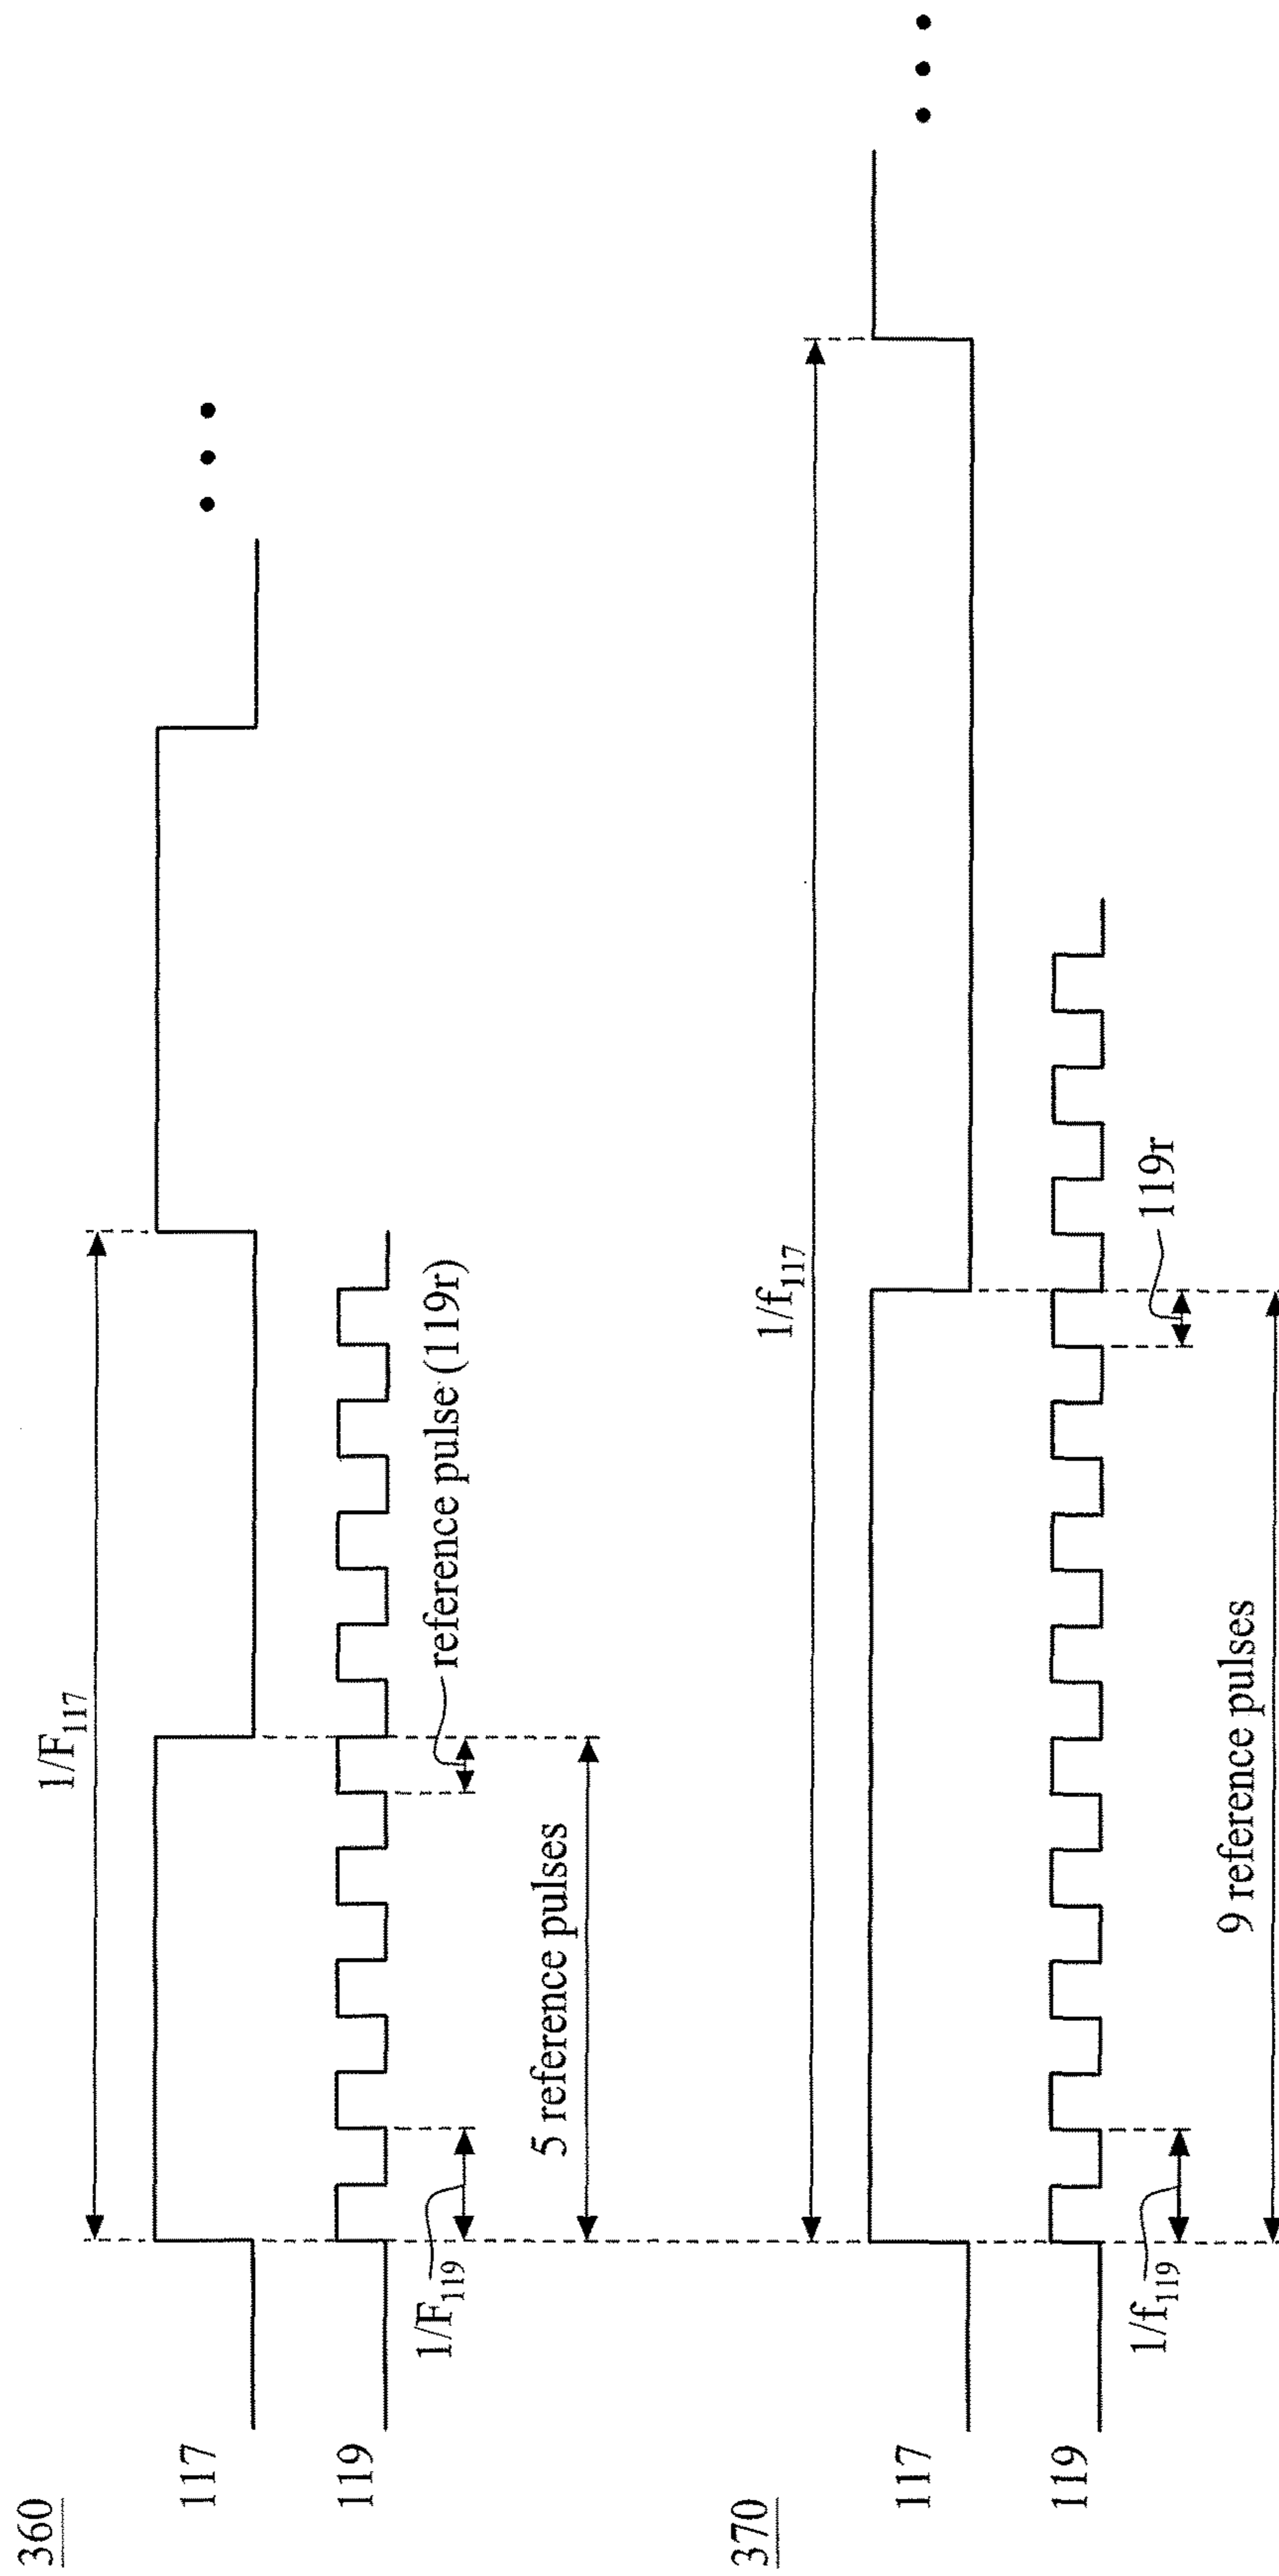 360
1/F117
117
119
1/F119
reference pulse (119r)
5 reference pulses
370
1/f117
117
119
1/f119
119r
9 reference pulses